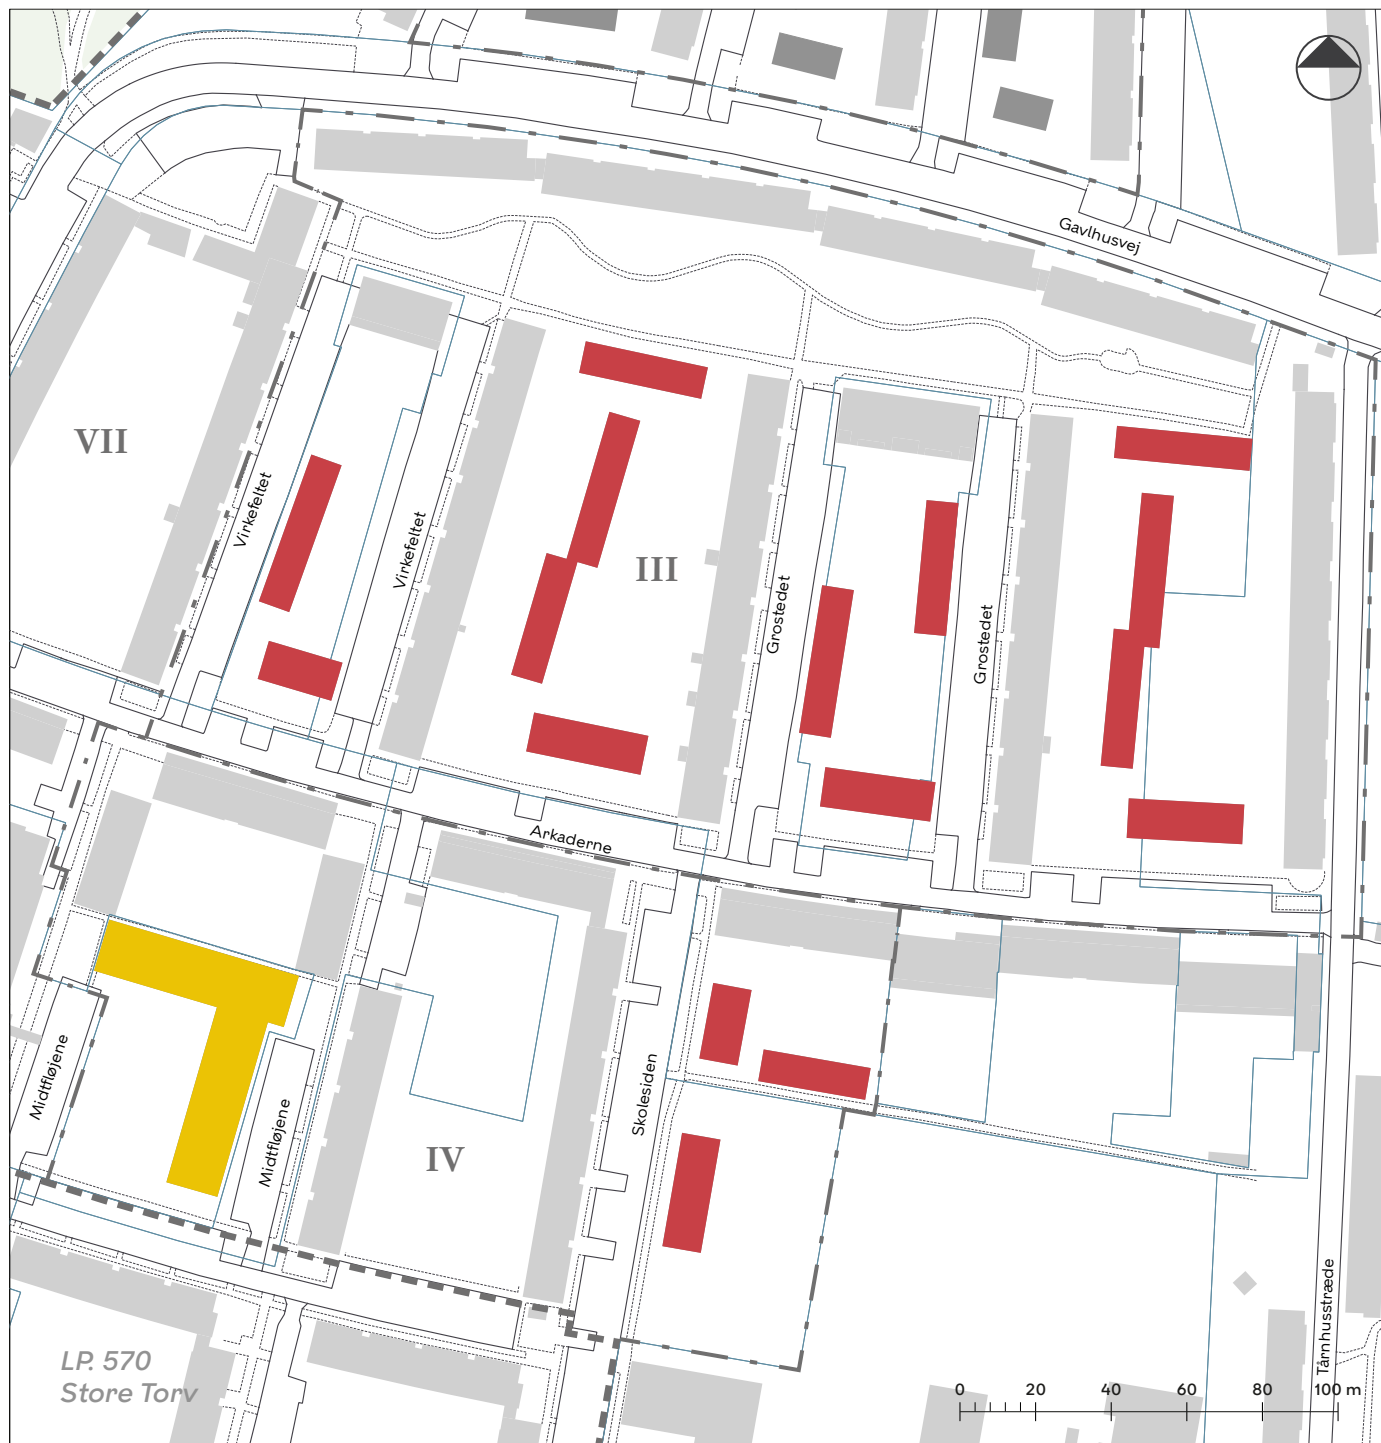 Gavlhusvej
VII
Virkefeltet
Virkefeltet
III
Grostedet
Grostedet
Arkaderne
Midtfløjene
Midtfløjene
IV
Skolesiden
Tårnhusstræde
LP. 570
Store Torv
0 20 40 60 80 100 m